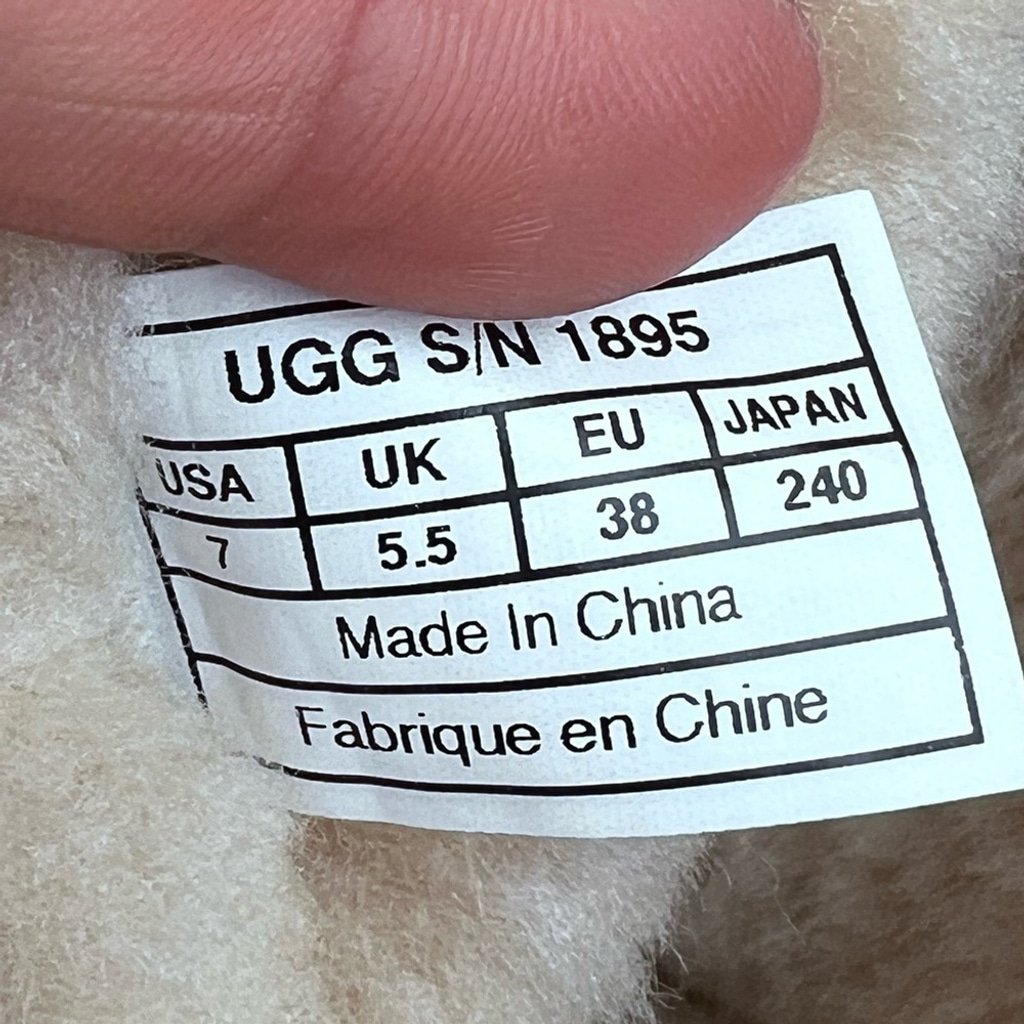 UGG S/N 1895
USA UK EU JAPAN
7 5.5 38 240
Made In China
Fabrique en Chine